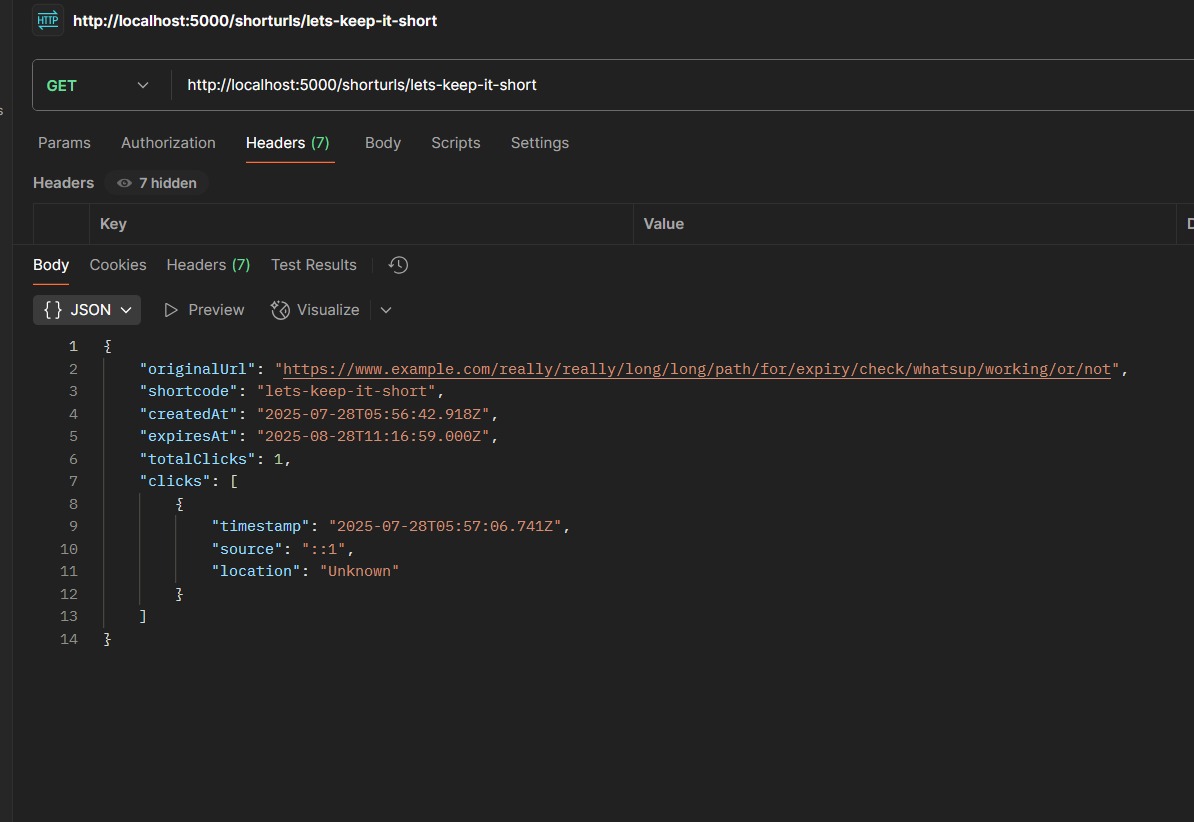 HTTP http://localhost:5000/shorturls/lets-keep-it-short
GET http://localhost:5000/shorturls/lets-keep-it-short
s
Params Authorization Headers (7) Body Scripts Settings
Headers 7 hidden
Key Value D
Body Cookies Headers (7) Test Results
{} JSON Preview Visualize
1 {
2 "originalUrl": "https://www.example.com/really/really/long/long/path/for/expiry/check/whatsup/working/or/not",
3 "shortcode": "lets-keep-it-short",
4 "createdAt": "2025-07-28T05:56:42.918Z",
5 "expiresAt": "2025-08-28T11:16:59.000Z",
6 "totalClicks": 1,
7 "clicks": [
8 {
9 "timestamp": "2025-07-28T05:57:06.741Z",
10 "source": "::1",
11 "location": "Unknown"
12 }
13 ]
14 }